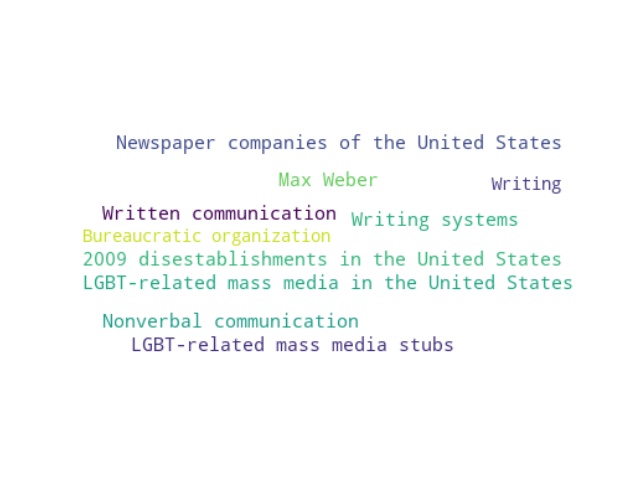 Newspaper companies of the United States
Max Weber
Writing
Written communication
Writing systems
Bureaucratic organization
2009 disestablishments in the United States
LGBT-related mass media in the United States
Nonverbal communication
LGBT-related mass media stubs